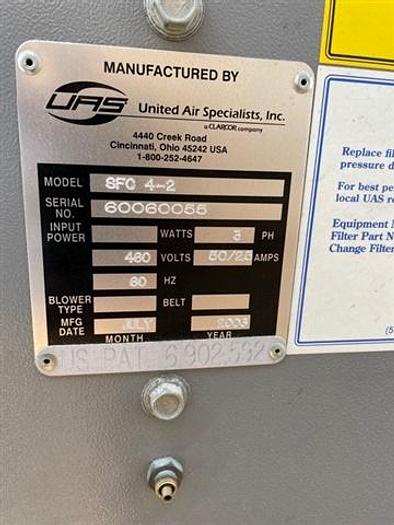 MANUFACTURED BY
UAS United Air Specialists, Inc.
a CLARCOR company
4440 Creek Road
Cincinnati, Ohio 45242 USA
1-800-252-4647
MODEL SFC 4-2
SERIAL NO. 60060055
INPUT POWER WATTS 3 PH
460 VOLTS AMPS
60 HZ
BLOWER TYPE BELT
MFG DATE JULY
MONTH YEAR
US PAT 6,902,592
Replace fil
pressure d
For best pe
local UAS re
Equipment M
Filter Part N
Change Filter
(5